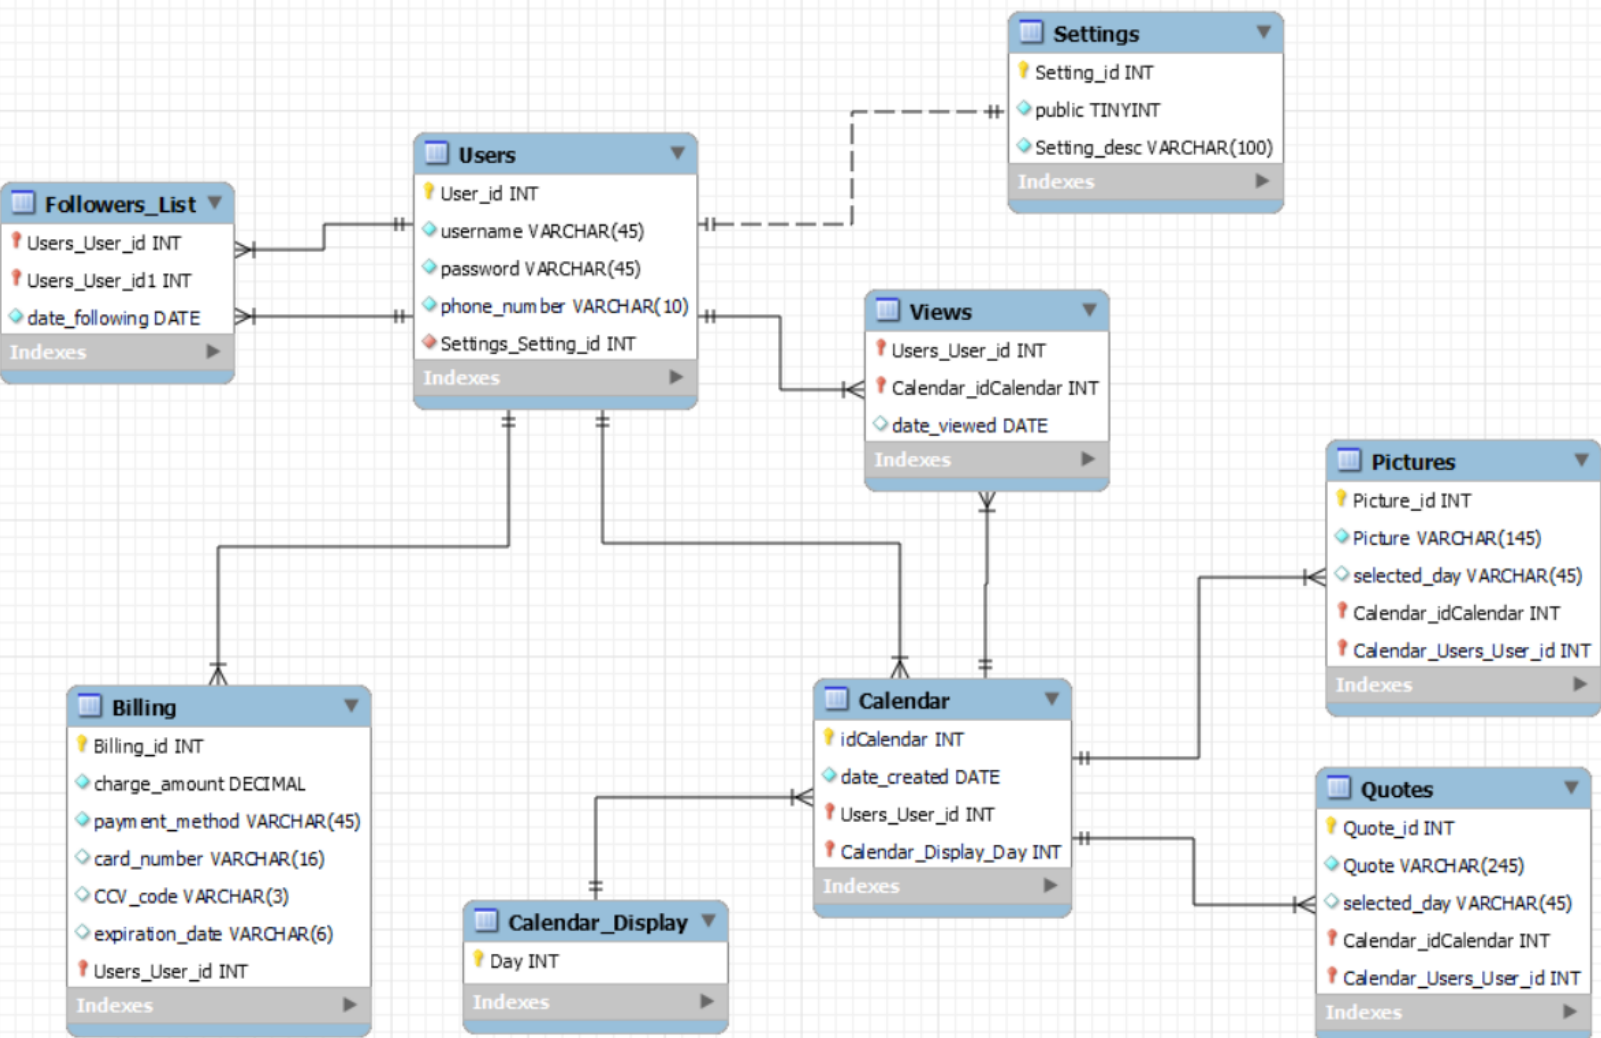 Settings
Setting_id INT
public TINYINT
Setting_desc VARCHAR(100)
Indexes
Users
User_id INT
username VARCHAR(45)
password VARCHAR(45)
phone_number VARCHAR(10)
Settings_Setting_id INT
Indexes
Followers_List
Users_User_id INT
Users_User_id1 INT
date_following DATE
Indexes
Views
Users_User_id INT
Calendar_idCalendar INT
date_viewed DATE
Indexes
Pictures
Picture_id INT
Picture VARCHAR(145)
selected_day VARCHAR(45)
Calendar_idCalendar INT
Calendar_Users_User_id INT
Indexes
Billing
Billing_id INT
charge_amount DECIMAL
payment_method VARCHAR(45)
card_number VARCHAR(16)
CCV_code VARCHAR(3)
expiration_date VARCHAR(6)
Users_User_id INT
Indexes
Calendar
idCalendar INT
date_created DATE
Users_User_id INT
Calendar_Display_Day INT
Indexes
Calendar_Display
Day INT
Indexes
Quotes
Quote_id INT
Quote VARCHAR(245)
selected_day VARCHAR(45)
Calendar_idCalendar INT
Calendar_Users_User_id INT
Indexes